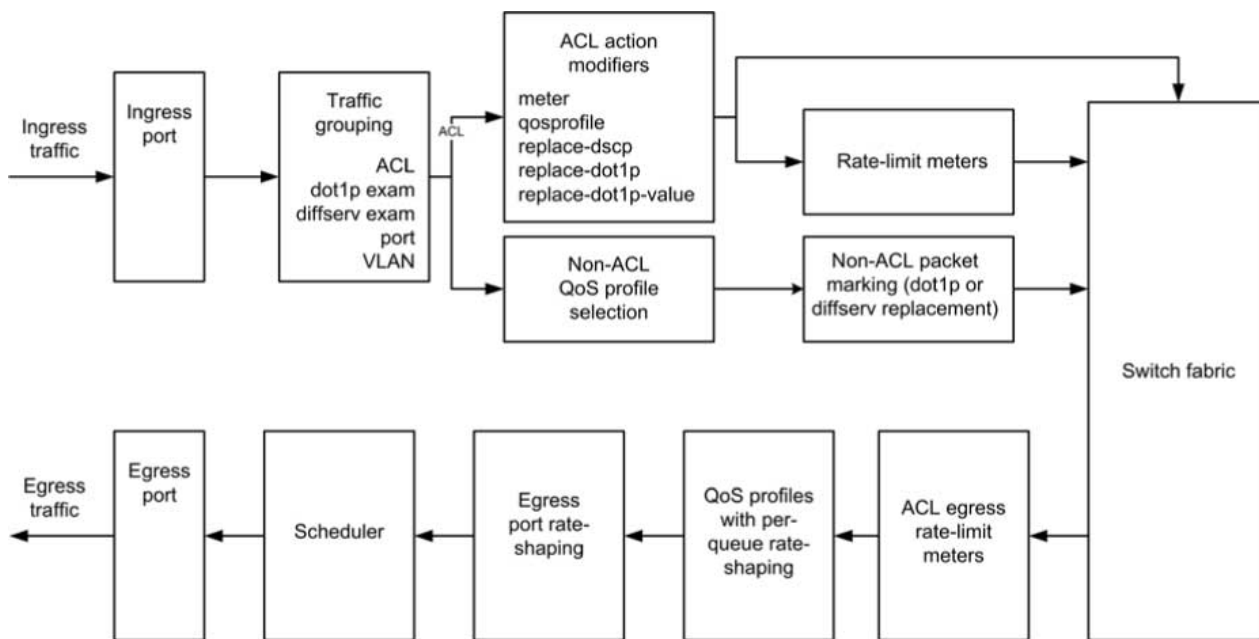 Ingress
traffic
Ingress
port
Traffic
grouping
ACL
dot1p exam
diffserv exam
port
VLAN
ACL
ACL action
modifiers
meter
qosprofile
replace-dscp
replace-dot1p
replace-dot1p-value
Rate-limit meters
Non-ACL
QoS profile
selection
Non-ACL packet
marking (dot1p or
diffserv replacement)
Switch fabric
Egress
traffic
Egress
port
Scheduler
Egress
port rate-
shaping
QoS profiles
with per-
queue rate-
shaping
ACL egress
rate-limit
meters